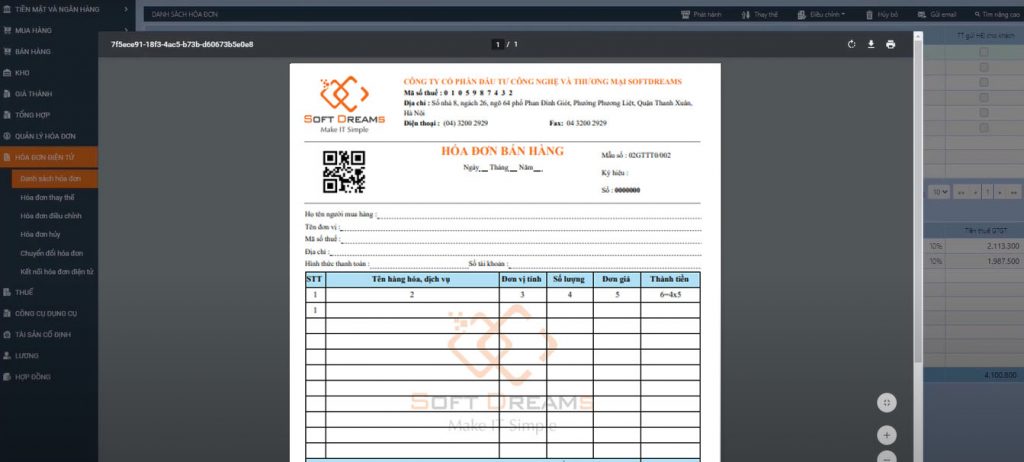 TIỀN MẶT VÀ NGÂN HÀNG
MUA HÀNG
BÁN HÀNG
KHO
GIÁ THÀNH
TỔNG HỢP
QUẢN LÝ HÓA ĐƠN
HÓA ĐƠN ĐIỆN TỬ
Danh sách hóa đơn
Hóa đơn thay thế
Hóa đơn điều chỉnh
Hóa đơn hủy
Chuyển đổi hóa đơn
Kết nối hóa đơn điện tử
THUẾ
CÔNG CỤ DỤNG CỤ
TÀI SẢN CỐ ĐỊNH
LƯƠNG
HỢP ĐỒNG
DANH SÁCH HÓA ĐƠN
Phát hành Thay thế Điều chỉnh Hủy bỏ Gửi email Tìm nâng cao
TT gửi HĐ cho khách
7f5ece91-18f3-4ac5-b73b-d60673b5e0e8
1 / 1
CÔNG TY CỔ PHẦN ĐẦU TƯ CÔNG NGHỆ VÀ THƯƠNG MẠI SOFTDREAMS
Mã số thuế : 0 1 0 5 9 8 7 4 3 2
Địa chỉ : Số nhà 8, ngách 26, ngõ 64 phố Phan Đình Giót, Phường Phương Liệt, Quận Thanh Xuân,
Hà Nội
Điện thoại : (04) 3200 2929 Fax: 04 3200 2929
SOFT DREAMS
Make IT Simple
HÓA ĐƠN BÁN HÀNG
Ngày__ Tháng__ Năm__
Mẫu số : 02GTTT0/002
Ký hiệu :
Số : 0000000
Họ tên người mua hàng :
Tên đơn vị :
Mã số thuế :
Địa chỉ :
Hình thức thanh toán : Số tài khoản :
STT Tên hàng hóa, dịch vụ Đơn vị tính Số lượng Đơn giá Thành tiền
1 2 3 4 5 6=4x5
1
SOFT DREAMS
Make IT Simple
10 1
Tiền thuế GTGT
10% 2.113.300
10% 1.987.500
4.100.800